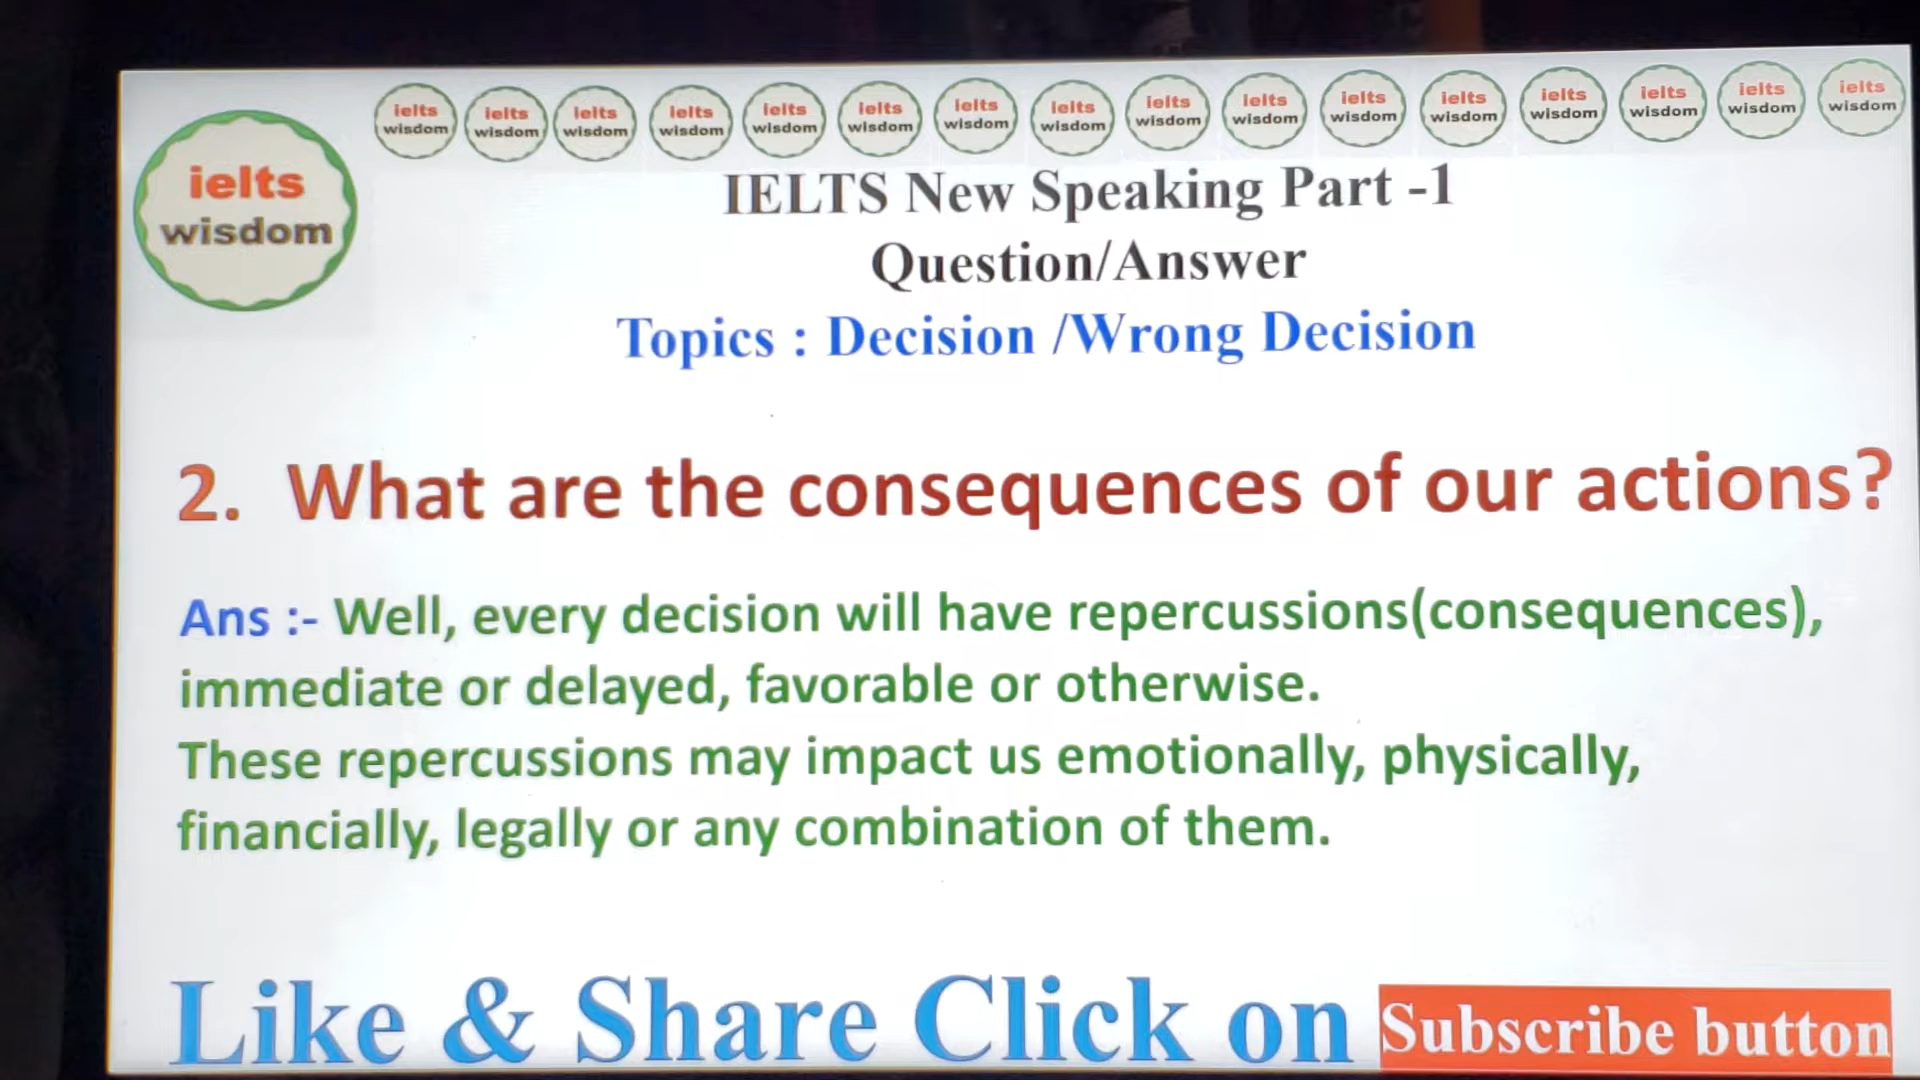 ielts wisdom ielts wisdom ielts wisdom ielts wisdom ielts wisdom ielts wisdom ielts wisdom ielts wisdom ielts wisdom ielts wisdom ielts wisdom ielts wisdom ielts wisdom ielts wisdom ielts wisdom ielts wisdom
ielts
wisdom
IELTS New Speaking Part -1
Question/Answer
Topics : Decision /Wrong Decision
2. What are the consequences of our actions?
Ans :- Well, every decision will have repercussions(consequences),
immediate or delayed, favorable or otherwise.
These repercussions may impact us emotionally, physically,
financially, legally or any combination of them.
Like & Share Click on Subscribe button